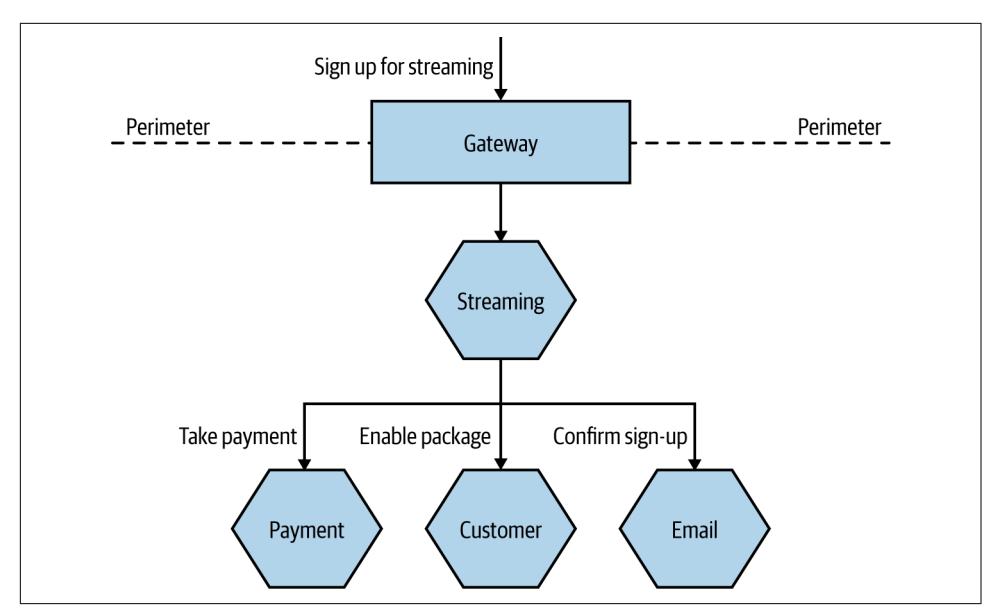 Sign up for streaming
Perimeter
Perimeter
Gateway
Streaming
Take payment
Enable package
Confirm sign-up
Payment
Customer
Email